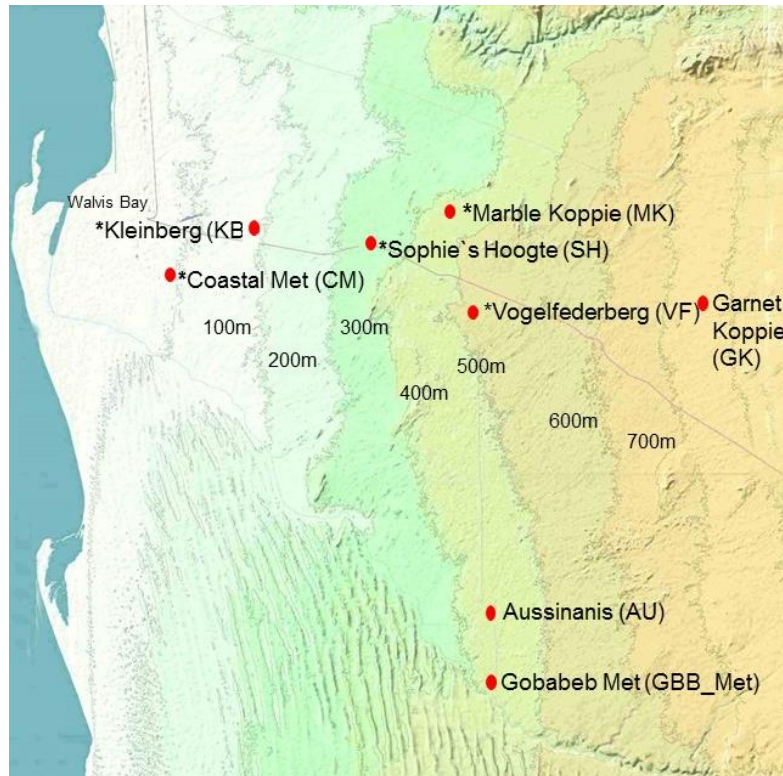 Walvis Bay
*Kleinberg (KB
*Marble Koppie (MK)
*Sophie`s Hoogte (SH)
*Coastal Met (CM)
*Vogelfederberg (VF)
Garnet
Koppie
(GK)
100m
300m
200m
500m
400m
600m
700m
Aussinanis (AU)
Gobabeb Met (GBB_Met)